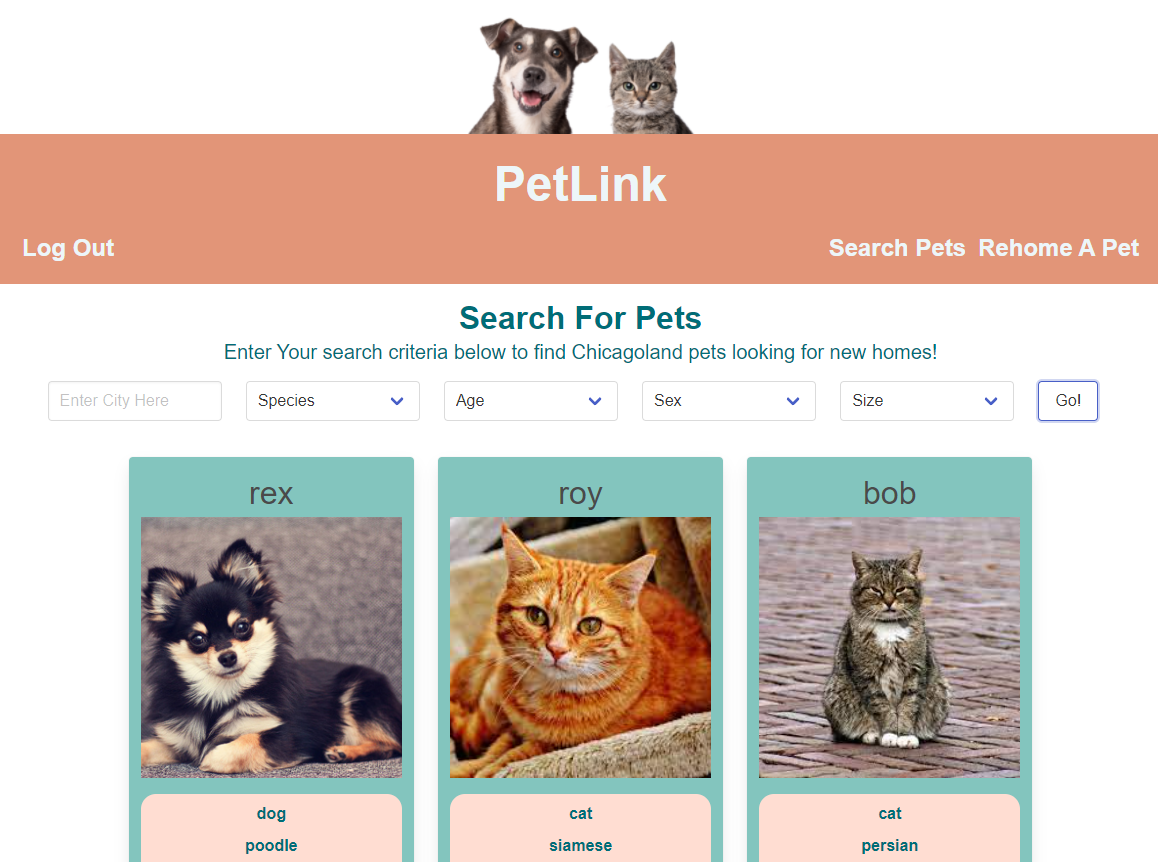 PetLink
Log Out
Search Pets Rehome A Pet
Search For Pets
Enter Your search criteria below to find Chicagoland pets looking for new homes!
Enter City Here
Species
Age
Sex
Size
Go!
rex
roy
bob
dog
poodle
cat
siamese
cat
persian